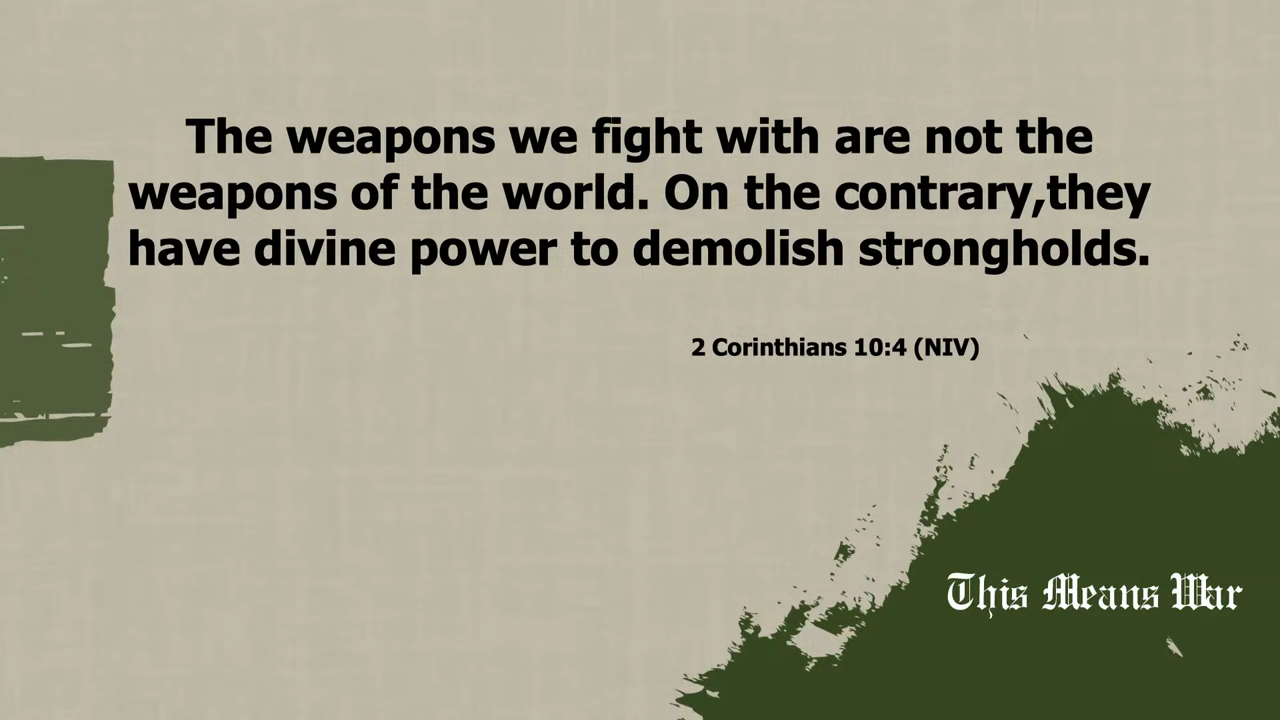 The weapons we fight with are not the
weapons of the world. On the contrary,they
have divine power to demolish strongholds.
2 Corinthians 10:4 (NIV)
This Means War